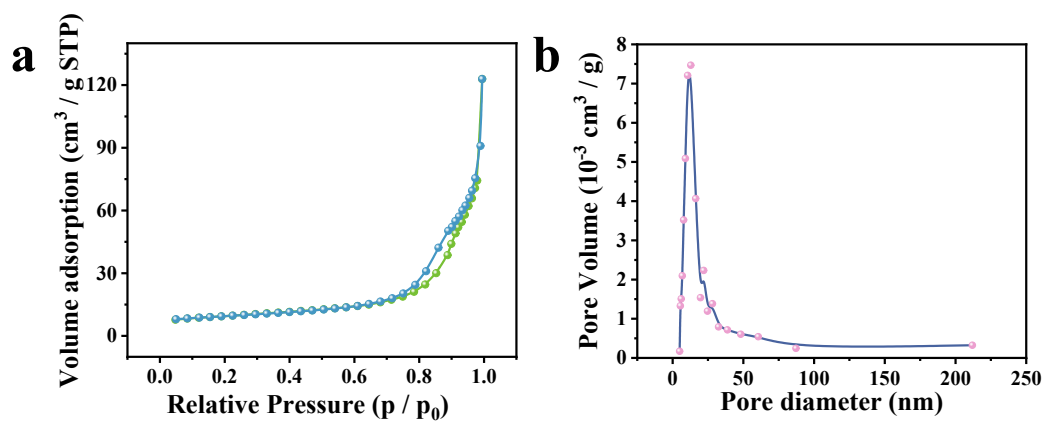 a
Volume adsorption (cm³ / g STP)
120
90
60
30
0
0.0 0.2 0.4 0.6 0.8 1.0
Relative Pressure (p / p₀)
b
Pore Volume (10⁻³ cm³ / g)
8
7
6
5
4
3
2
1
0
0 50 100 150 200 250
Pore diameter (nm)